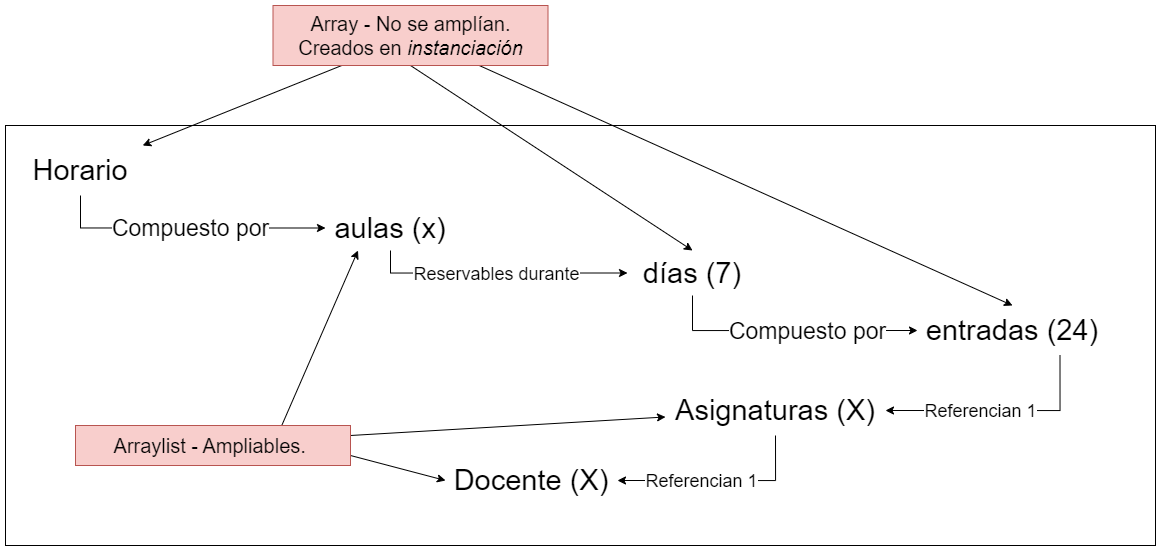 Array - No se amplían.
Creados en instanciación
Horario
Compuesto por
aulas (x)
Reservables durante
días (7)
Compuesto por
entradas (24)
Asignaturas (X)
Referencian 1
Arraylist - Ampliables.
Docente (X)
Referencian 1